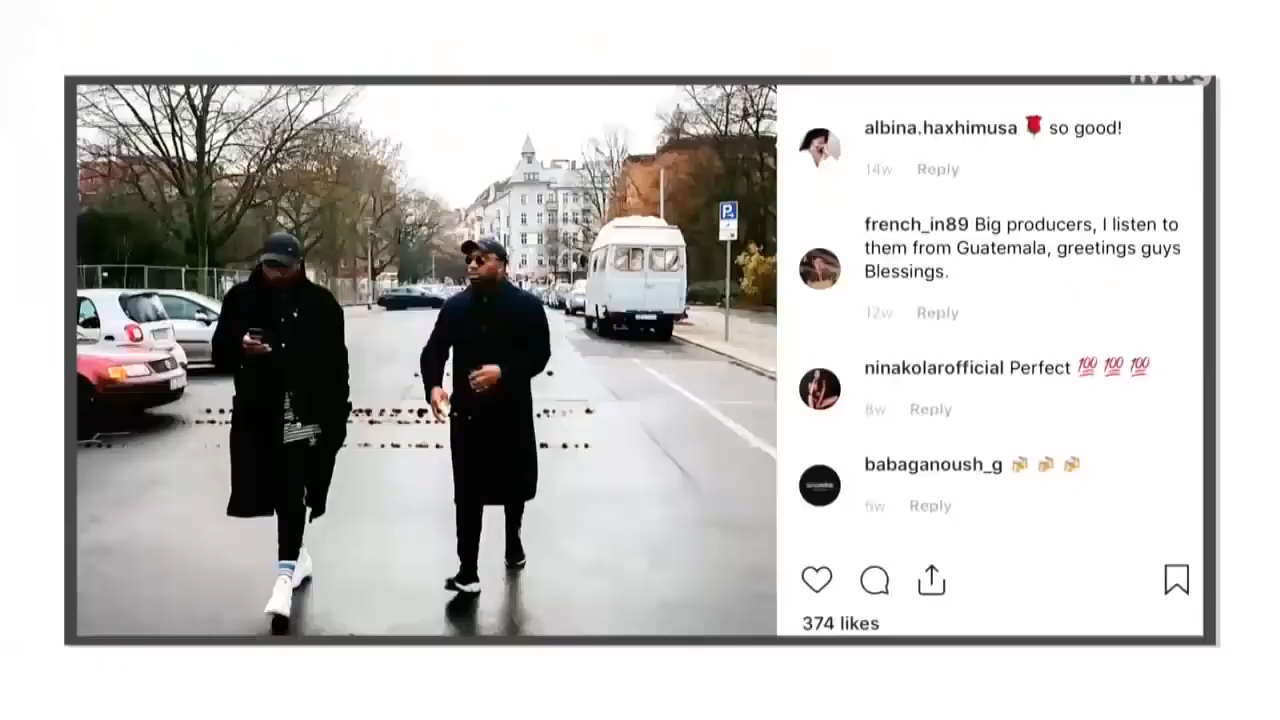 albina.haxhimusa 🌹 so good!
14w Reply
french_in89 Big producers, I listen to
them from Guatemala, greetings guys
Blessings.
12w Reply
ninakolarofficial Perfect 💯 💯 💯
8w Reply
babaganoush_g 🍻 🍻 🍻
6w Reply
374 likes
P